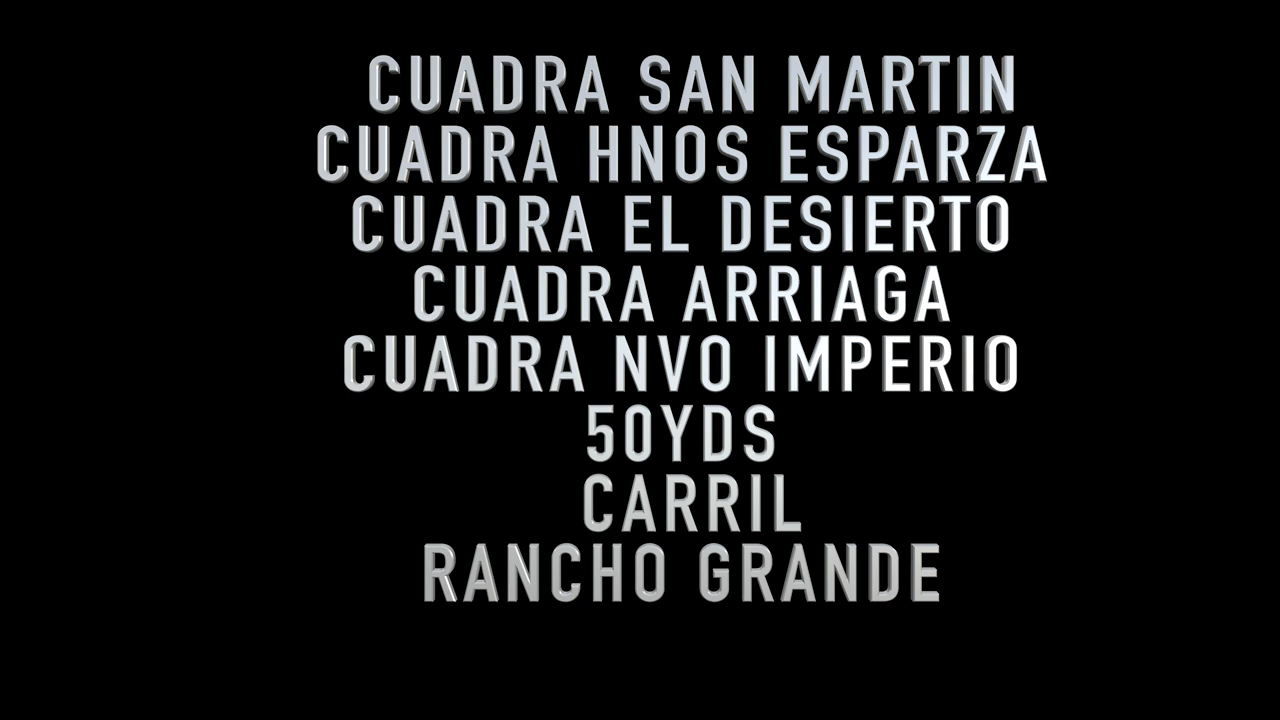 CUADRA SAN MARTIN
CUADRA HNOS ESPARZA
CUADRA EL DESIERTO
CUADRA ARRIAGA
CUADRA NVO IMPERIO
50YDS
CARRIL
RANCHO GRANDE